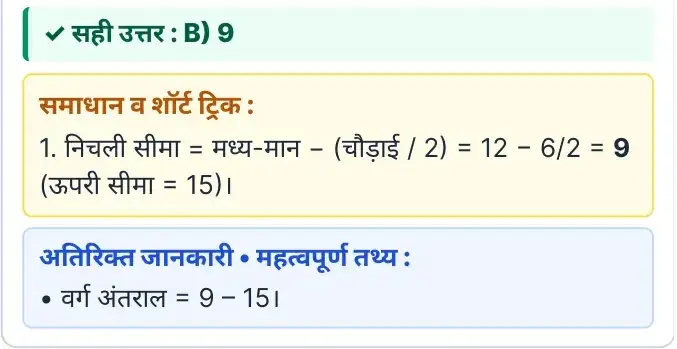 ✓ सही उत्तर : B) 9
समाधान व शॉर्ट ट्रिक :
1. निचली सीमा = मध्य-मान – (चौड़ाई / 2) = 12 – 6/2 = 9
(ऊपरी सीमा = 15)।
अतिरिक्त जानकारी • महत्वपूर्ण तथ्य :
• वर्ग अंतराल = 9 – 15।